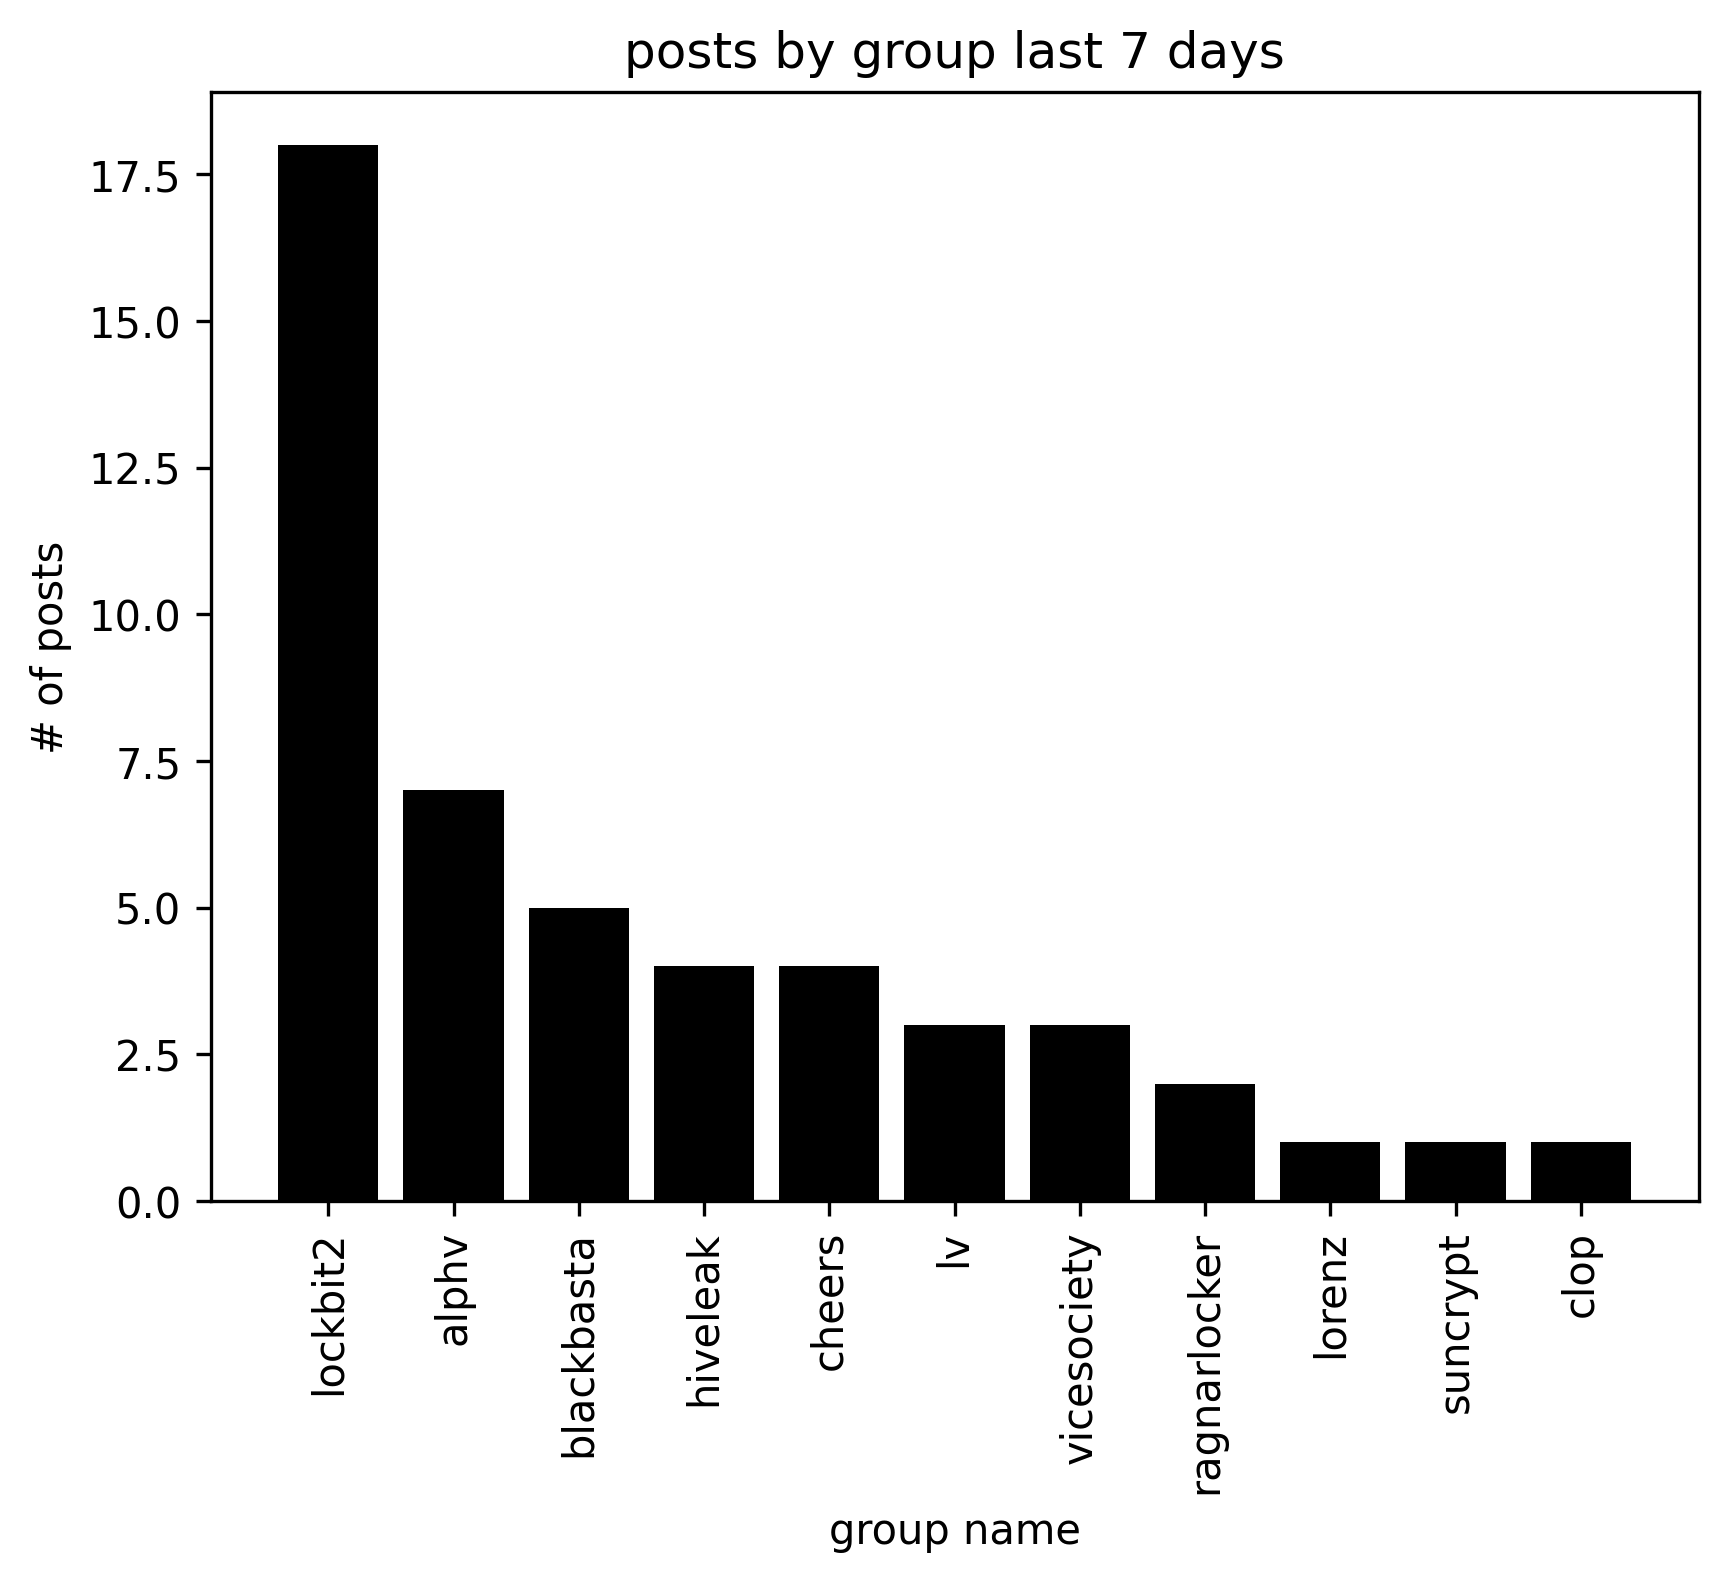 posts by group last 7 days
17.5
15.0
12.5
10.0
7.5
5.0
2.5
0.0
# of posts
lockbit2
alphv
blackbasta
hiveleak
cheers
lv
vicesociety
ragnarlocker
lorenz
suncrypt
clop
group name